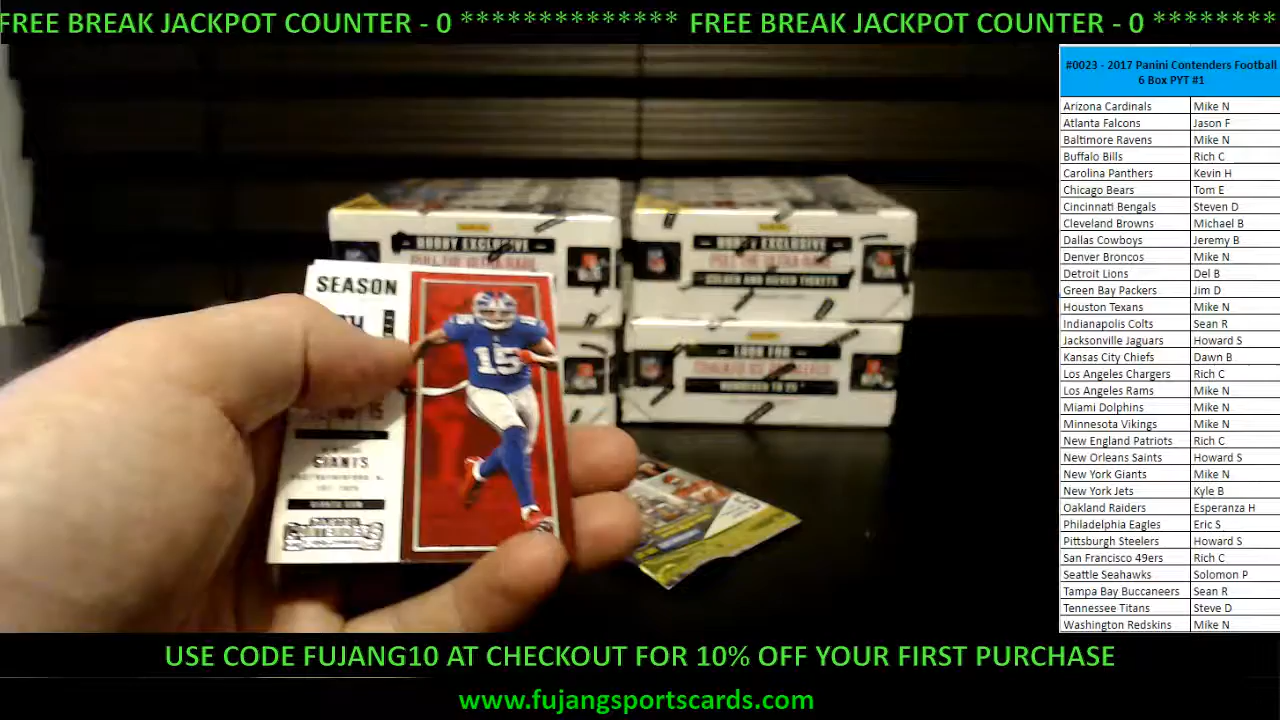 FREE BREAK JACKPOT COUNTER - 0 ************** FREE BREAK JACKPOT COUNTER - 0 ********
#0023 - 2017 Panini Contenders Football
6 Box PYT #1
Arizona Cardinals Mike N
Atlanta Falcons Jason F
Baltimore Ravens Mike N
Buffalo Bills Rich C
Carolina Panthers Kevin H
Chicago Bears Tom E
Cincinnati Bengals Steven D
Cleveland Browns Michael B
Dallas Cowboys Jeremy B
Denver Broncos Mike N
Detroit Lions Del B
Green Bay Packers Jim D
Houston Texans Mike N
Indianapolis Colts Sean R
Jacksonville Jaguars Howard S
Kansas City Chiefs Dawn B
Los Angeles Chargers Rich C
Los Angeles Rams Mike N
Miami Dolphins Mike N
Minnesota Vikings Mike N
New England Patriots Rich C
New Orleans Saints Howard S
New York Giants Mike N
New York Jets Kyle B
Oakland Raiders Esperanza H
Philadelphia Eagles Eric S
Pittsburgh Steelers Howard S
San Francisco 49ers Rich C
Seattle Seahawks Solomon P
Tampa Bay Buccaneers Sean R
Tennessee Titans Steve D
Washington Redskins Mike N
HOBBY EXCLUSIVE
HOBBY EXCLUSIVE
LOOK FOR
SEASON
15
GIANTS
CONTENDERS
USE CODE FUJANG10 AT CHECKOUT FOR 10% OFF YOUR FIRST PURCHASE
www.fujangsportscards.com